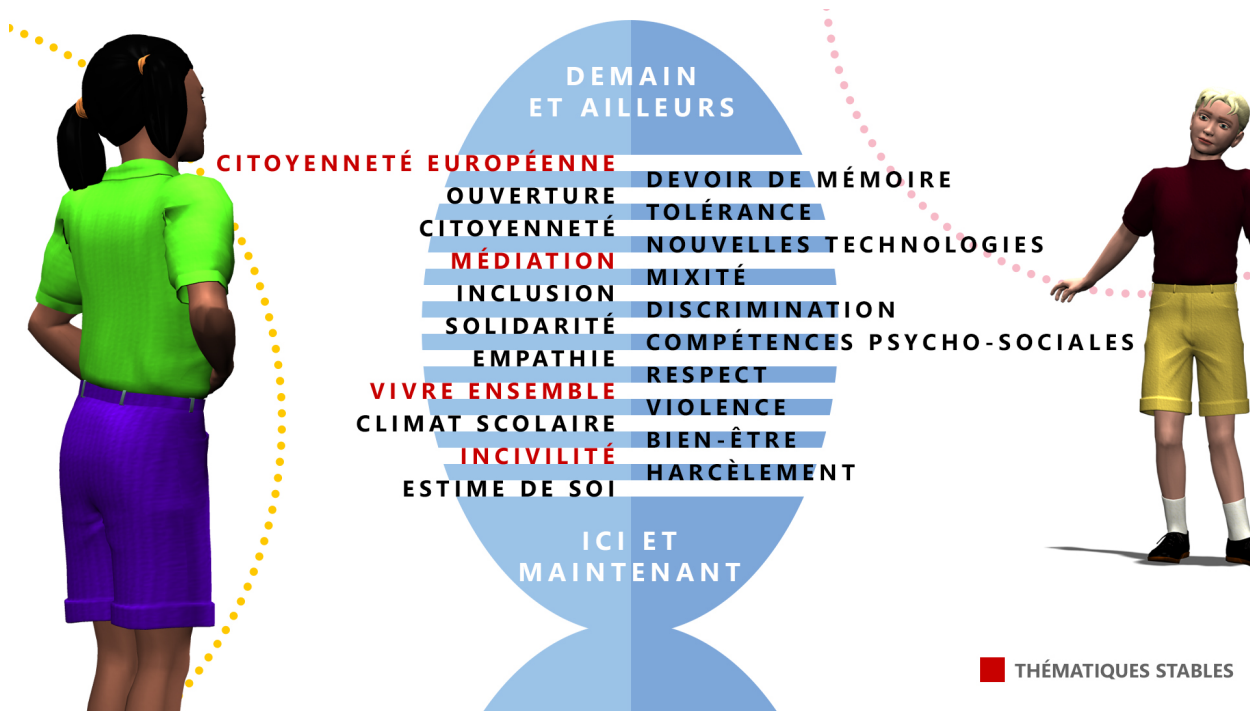 DEMAIN
ET AILLEURS
CITOYENNETÉ EUROPÉENNE
DEVOIR DE MÉMOIRE
OUVERTURE
TOLÉRANCE
CITOYENNETÉ
NOUVELLES TECHNOLOGIES
MÉDIATION
MIXITÉ
INCLUSION
DISCRIMINATION
SOLIDARITÉ
COMPÉTENCES PSYCHO-SOCIALES
EMPATHIE
RESPECT
VIVRE ENSEMBLE
VIOLENCE
CLIMAT SCOLAIRE
BIEN-ÊTRE
INCIVILITÉ
HARCÈLEMENT
ESTIME DE SOI
ICI ET
MAINTENANT
THÉMATIQUES STABLES